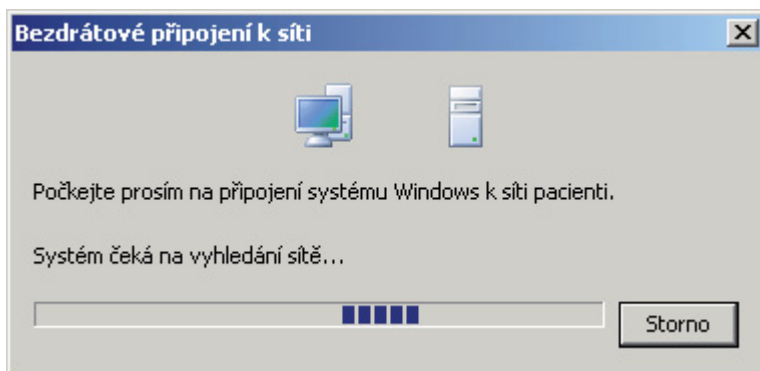 Bezdrátové připojení k síti
Počkejte prosím na připojení systému Windows k síti pacienti.
Systém čeká na vyhledání sítě...
Storno